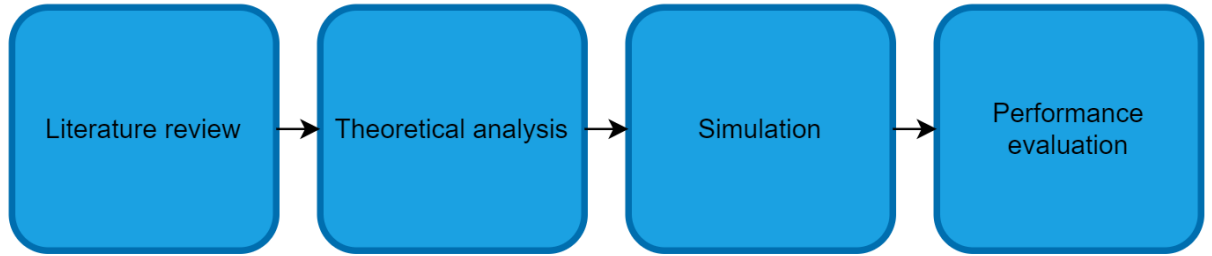 Literature review
Theoretical analysis
Simulation
Performance
evaluation